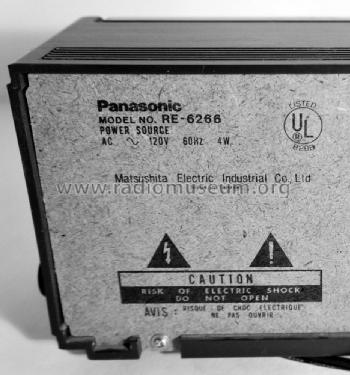 Panasonic
MODEL NO. RE-6266
POWER SOURCE
AC ~ 120V 60Hz 4W
LISTED
UL
®
Matsushita Electric Industrial Co., Ltd
www.radiomuseum.org
CAUTION
RISK OF ELECTRIC SHOCK
DO NOT OPEN
AVIS: RISQUE DE CHOC ELECTRIQUE
NE PAS OUVRIR